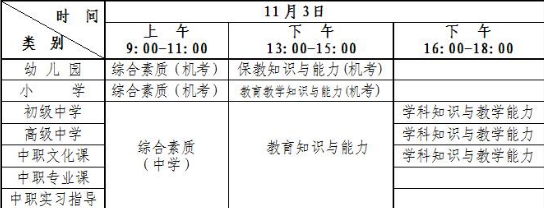 时 间
类 别
11月3日
上 午
9:00-11:00
下 午
13:00-15:00
下 午
16:00-18:00
幼 儿 园
综合素质(机考)
保教知识与能力(机考)
小 学
综合素质(机考)
教育教学知识与能力(机考)
初级中学
学科知识与教学能力
高级中学
学科知识与教学能力
中职文化课
学科知识与教学能力
中职专业课
中职实习指导
综合素质
(中学)
教育知识与能力